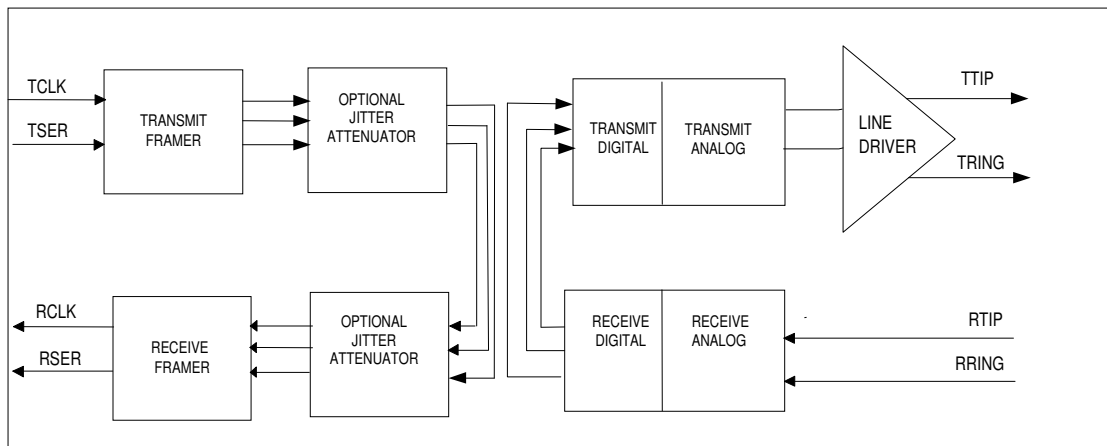 TCLK
TSER
TRANSMIT
FRAMER
OPTIONAL
JITTER
ATTENUATOR
TRANSMIT
DIGITAL
TRANSMIT
ANALOG
LINE
DRIVER
TTIP
TRING
RCLK
RSER
RECEIVE
FRAMER
OPTIONAL
JITTER
ATTENUATOR
RECEIVE
DIGITAL
RECEIVE
ANALOG
RTIP
RRING